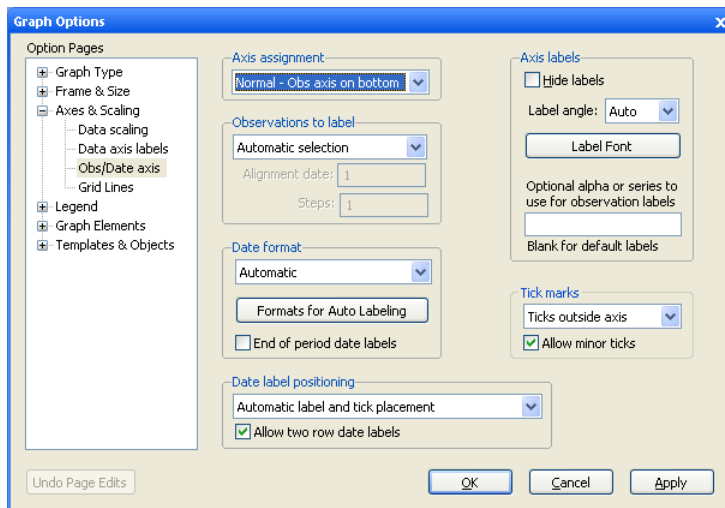 Graph Options
Option Pages
Graph Type
Frame & Size
Axes & Scaling
Data scaling
Data axis labels
Obs/Date axis
Grid Lines
Legend
Graph Elements
Templates & Objects
Axis assignment
Normal - Obs axis on bottom
Observations to label
Automatic selection
Alignment date: 1
Steps: 1
Date format
Automatic
Formats for Auto Labeling
End of period date labels
Date label positioning
Automatic label and tick placement
Allow two row date labels
Axis labels
Hide labels
Label angle: Auto
Label Font
Optional alpha or series to
use for observation labels
Blank for default labels
Tick marks
Ticks outside axis
Allow minor ticks
Undo Page Edits
OK
Cancel
Apply